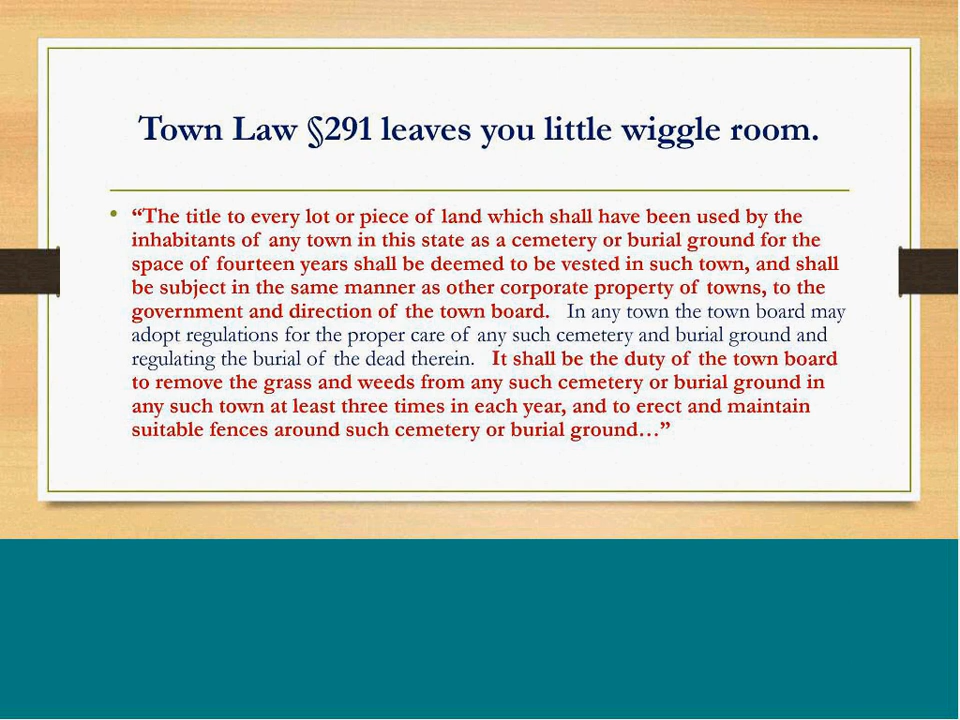 Town Law §291 leaves you little wiggle room.
• “The title to every lot or piece of land which shall have been used by the
inhabitants of any town in this state as a cemetery or burial ground for the
space of fourteen years shall be deemed to be vested in such town, and shall
be subject in the same manner as other corporate property of towns, to the
government and direction of the town board. In any town the town board may
adopt regulations for the proper care of any such cemetery and burial ground and
regulating the burial of the dead therein. It shall be the duty of the town board
to remove the grass and weeds from any such cemetery or burial ground in
any such town at least three times in each year, and to erect and maintain
suitable fences around such cemetery or burial ground…”